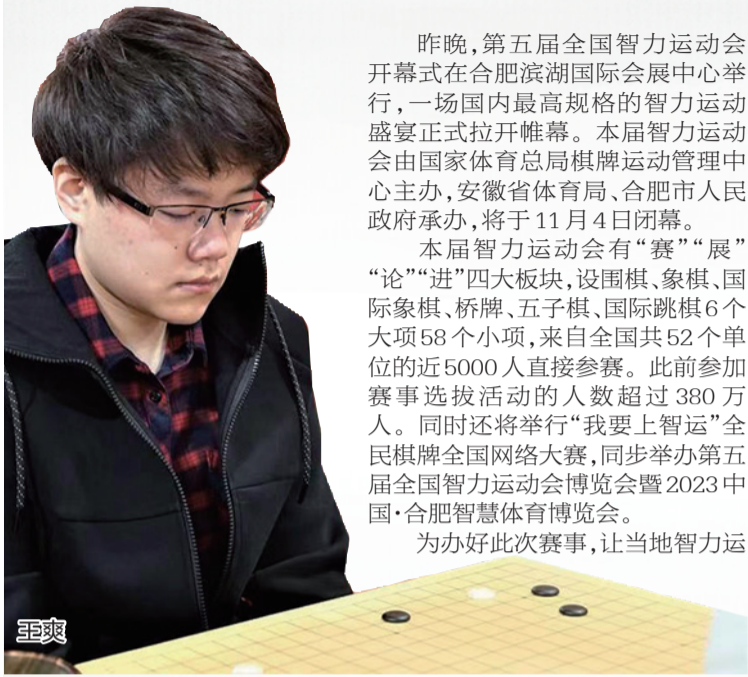 昨晚,第五届全国智力运动会
开幕式在合肥滨湖国际会展中心举
行,一场国内最高规格的智力运动
盛宴正式拉开帷幕。本届智力运动
会由国家体育总局棋牌运动管理中
心主办,安徽省体育局、合肥市人民
政府承办,将于11月4日闭幕。
本届智力运动会有“赛”“展”
“论”“进”四大板块,设围棋、象棋、国
际象棋、桥牌、五子棋、国际跳棋6个
大项58个小项,来自全国共52个单
位的近5000人直接参赛。此前参加
赛事选拔活动的人数超过380万
人。同时还将举行“我要上智运”全
民棋牌全国网络大赛,同步举办第五
届全国智力运动会博览会暨2023中
国·合肥智慧体育博览会。
为办好此次赛事,让当地智力运
王爽